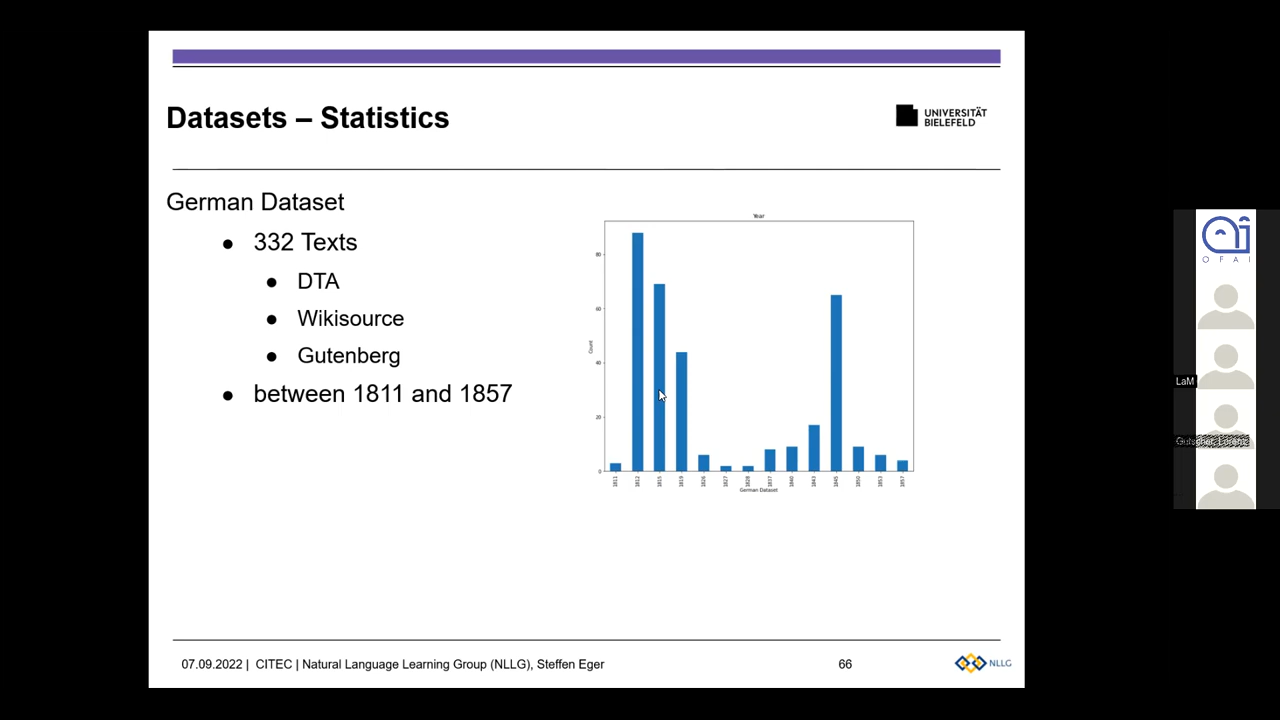 Datasets – Statistics
UNIVERSITÄT
BIELEFELD
German Dataset
332 Texts
DTA
Wikisource
Gutenberg
between 1811 and 1857
Year
80
60
40
20
0
Count
1811
1812
1815
1819
1826
1827
1828
1837
1840
1843
1845
1850
1853
1857
German Dataset
07.09.2022 | CITEC | Natural Language Learning Group (NLLG), Steffen Eger
66
NLLG
OFAI
LaM